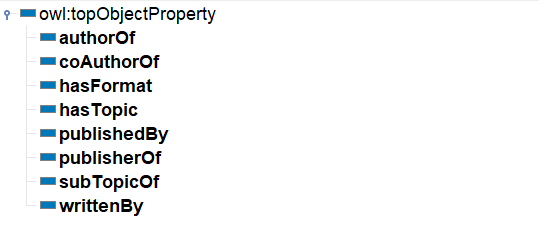 owl:topObjectProperty
authorOf
coAuthorOf
hasFormat
hasTopic
publishedBy
publisherOf
subTopicOf
writtenBy